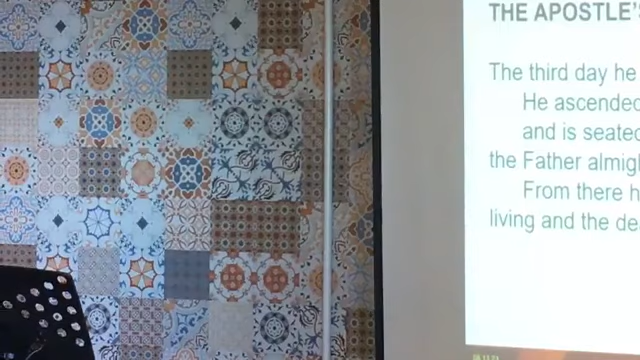 THE APOSTLE'
The third day he
He ascended
and is seated
the Father almigh
From there h
living and the dea